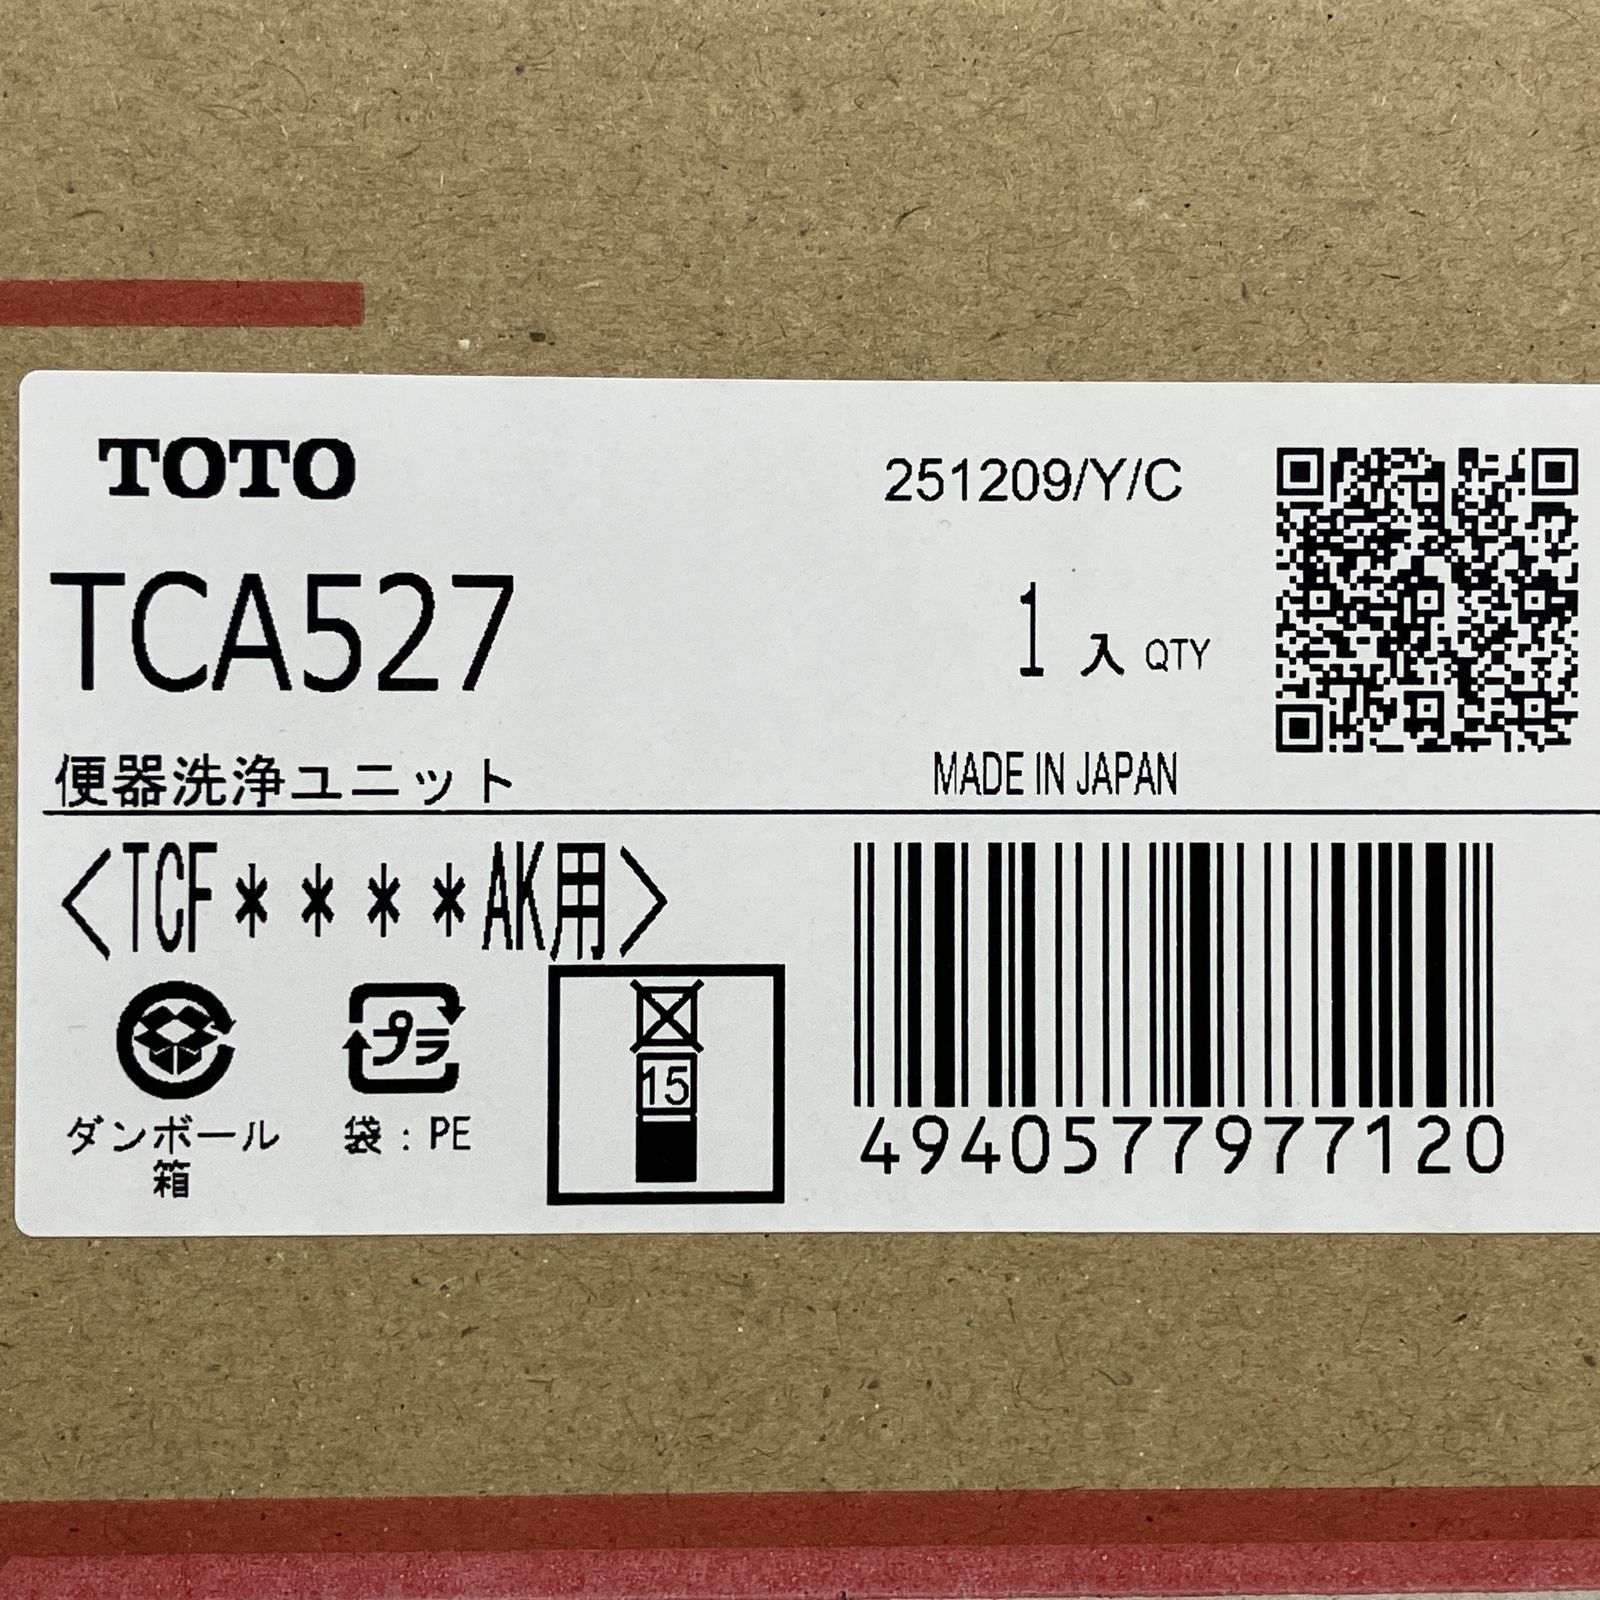 TOTO
251209/Y/C
TCA527
1 入 QTY
便器洗浄ユニット
MADE IN JAPAN
<TCF＊＊＊＊AK用>
プラ
15
ダンボール
箱
袋：PE
4940577977120